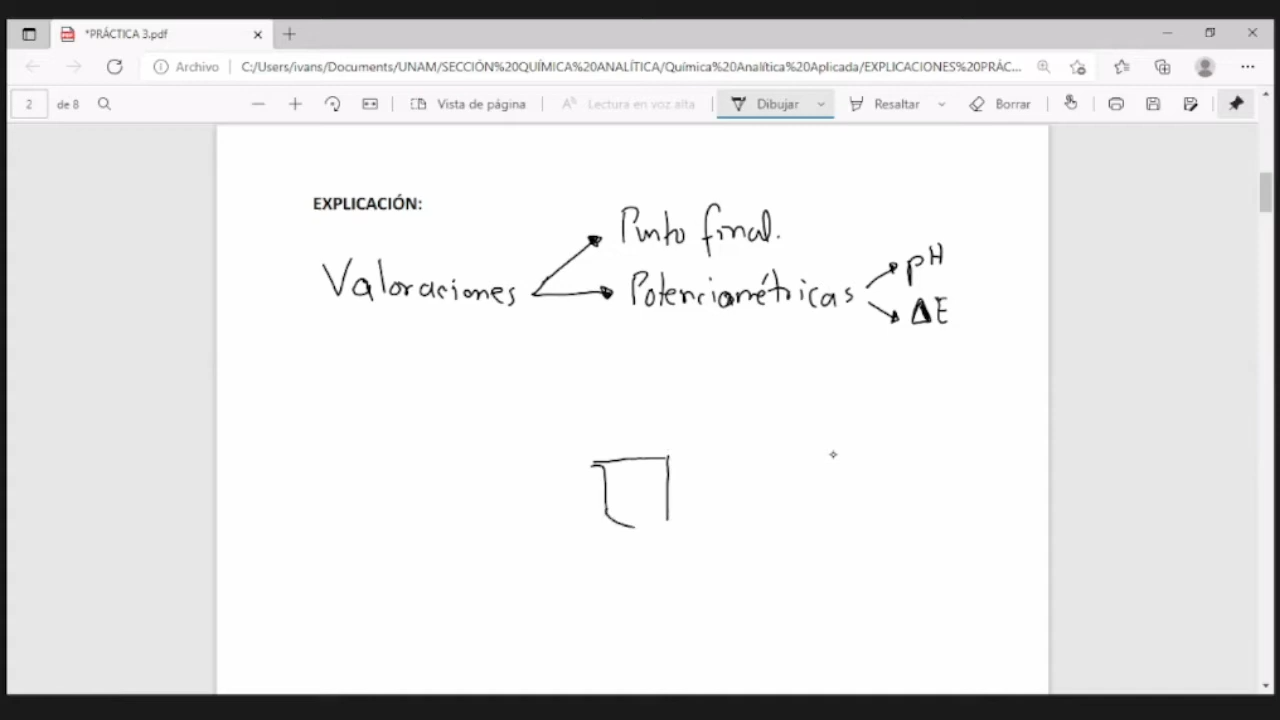 *PRÁCTICA 3.pdf
Archivo C:/Users/ivans/Documents/UNAM/SECCIÓN%20QUÍMICA%20ANALÍTICA/Química%20Analítica%20Aplicada/EXPLICACIONES%20PRÁC...
2 de 8 Vista de página Lectura en voz alta Dibujar Resaltar Borrar
EXPLICACIÓN:
Punto final.
Valoraciones Potenciométricas
pH
ΔE